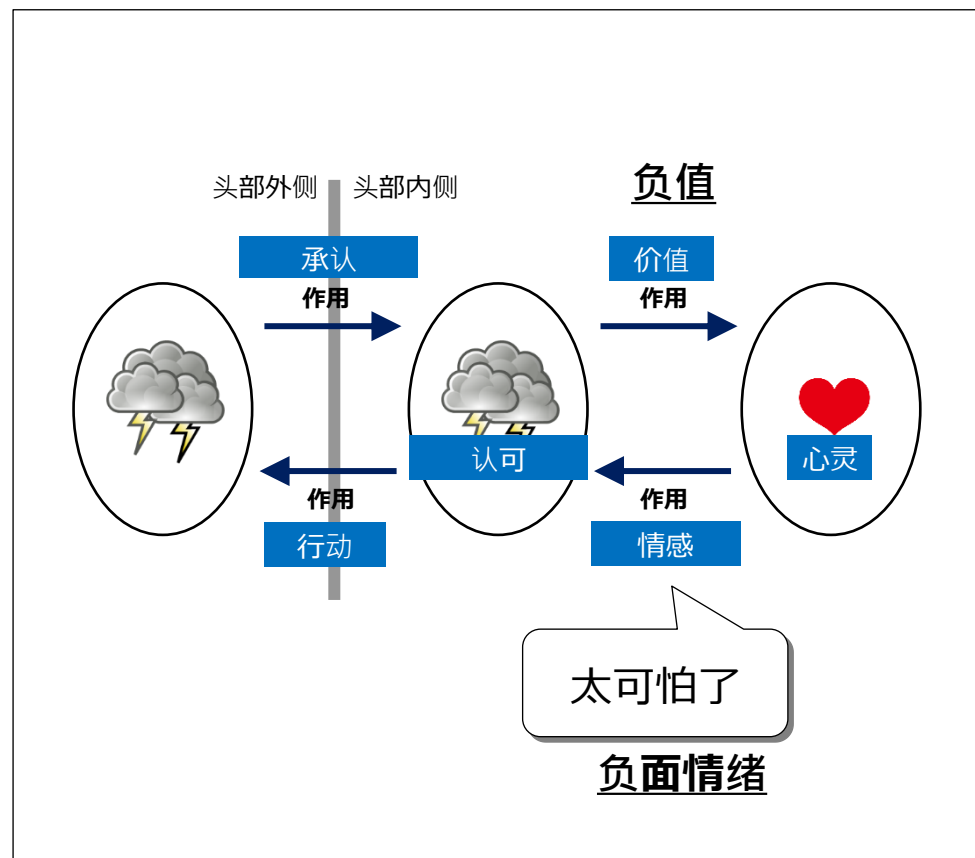 头部外侧
头部内侧
负值
承认
价值
作用
作用
认可
心灵
作用
作用
行动
情感
太可怕了
负面情绪